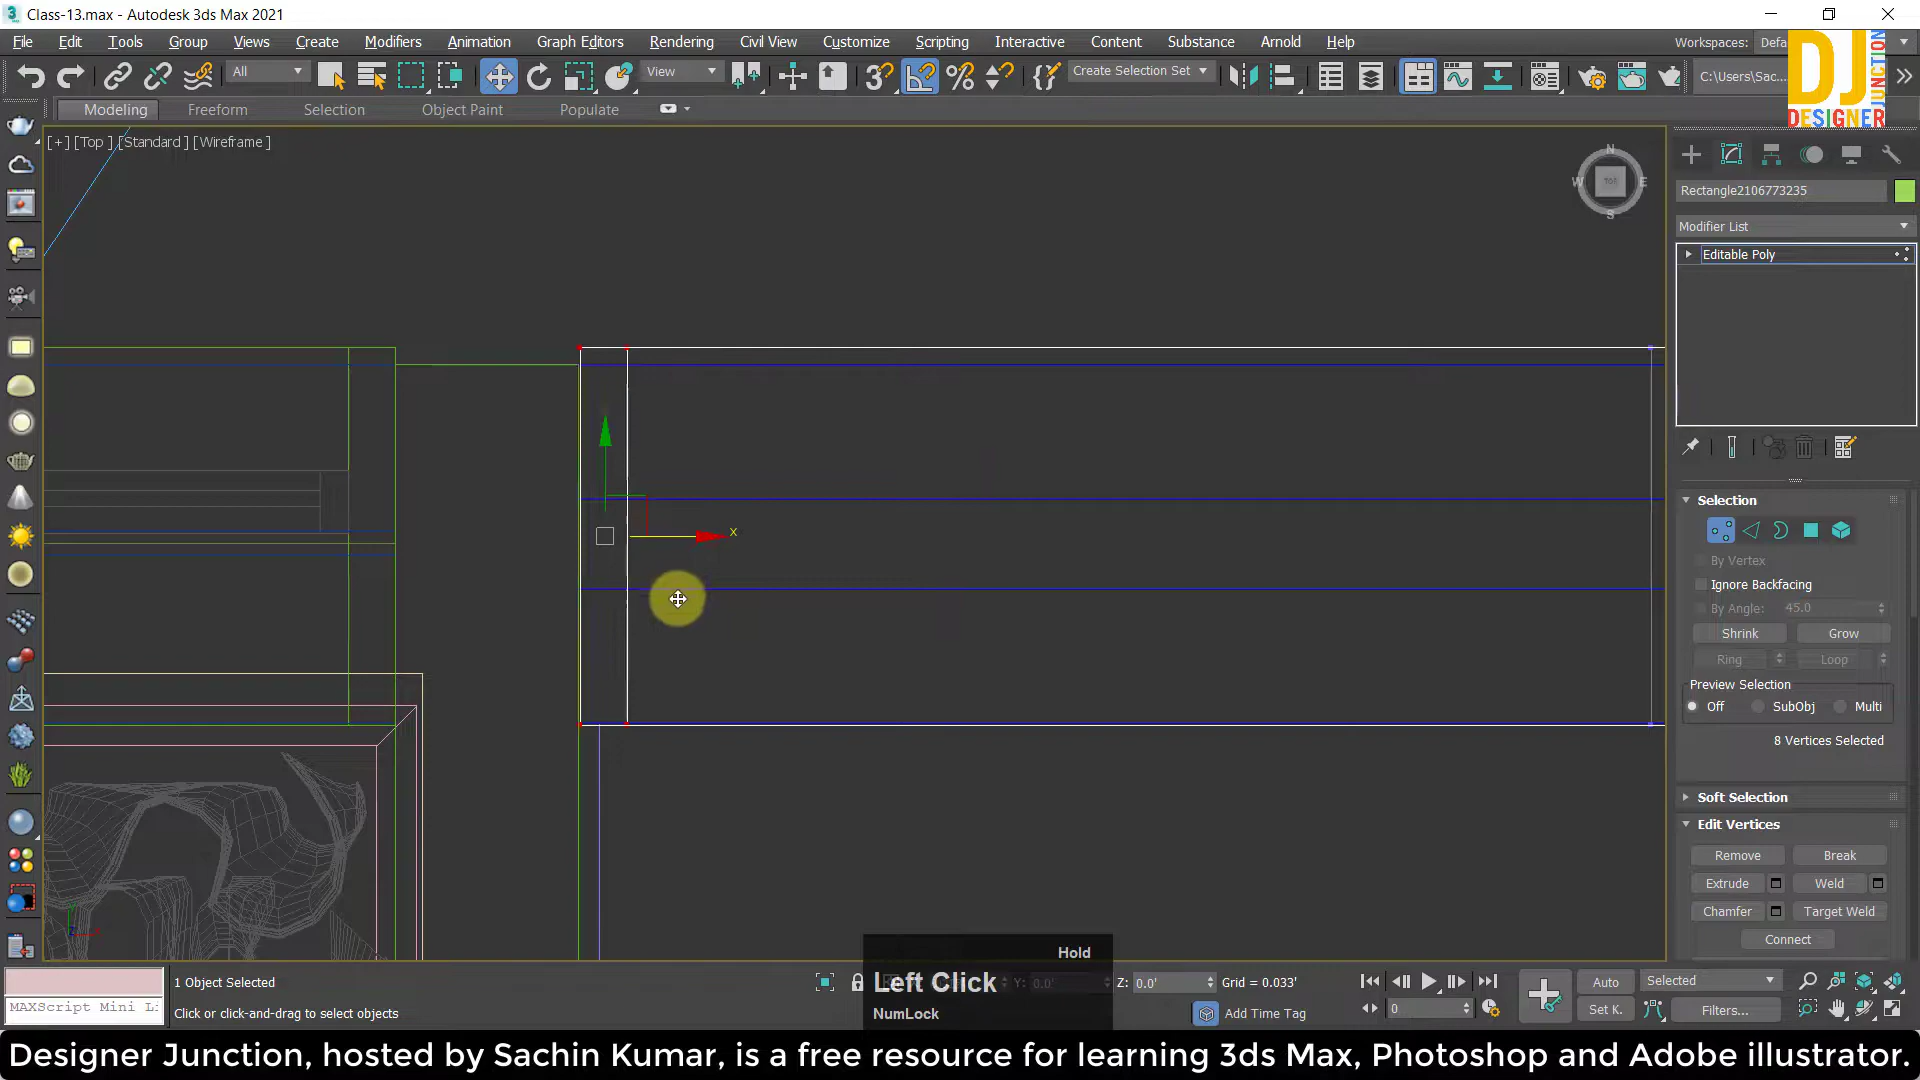 Class-13.max - Autodesk 3ds Max 2021
File Edit Tools Group Views Create Modifiers Animation Graph Editors Rendering Civil View Customize Scripting Interactive Content Substance Arnold Help Workspaces: Defa
All View Create Selection Set C:\Users\Sac...
DJ JUNCTION
DESIGNER
Modeling Freeform Selection Object Paint Populate
[+] [Top ] [Standard ] [Wireframe ]
N
W TOP E
S
Rectangle2106773235
Modifier List
Editable Poly
x
Selection
By Vertex
Ignore Backfacing
By Angle: 45.0
Shrink Grow
Ring Loop
Preview Selection
Off SubObj Multi
8 Vertices Selected
Soft Selection
Edit Vertices
Remove Break
Extrude Weld
Chamfer Target Weld
Connect
Hold
Left Click
NumLock
1 Object Selected
Click or click-and-drag to select objects
MAXScript Mini Li
Y: 0.0' Z: 0.0' Grid = 0.033'
Add Time Tag
0
Auto Selected
Set K. Filters...
Designer Junction, hosted by Sachin Kumar, is a free resource for learning 3ds Max, Photoshop and Adobe illustrator.